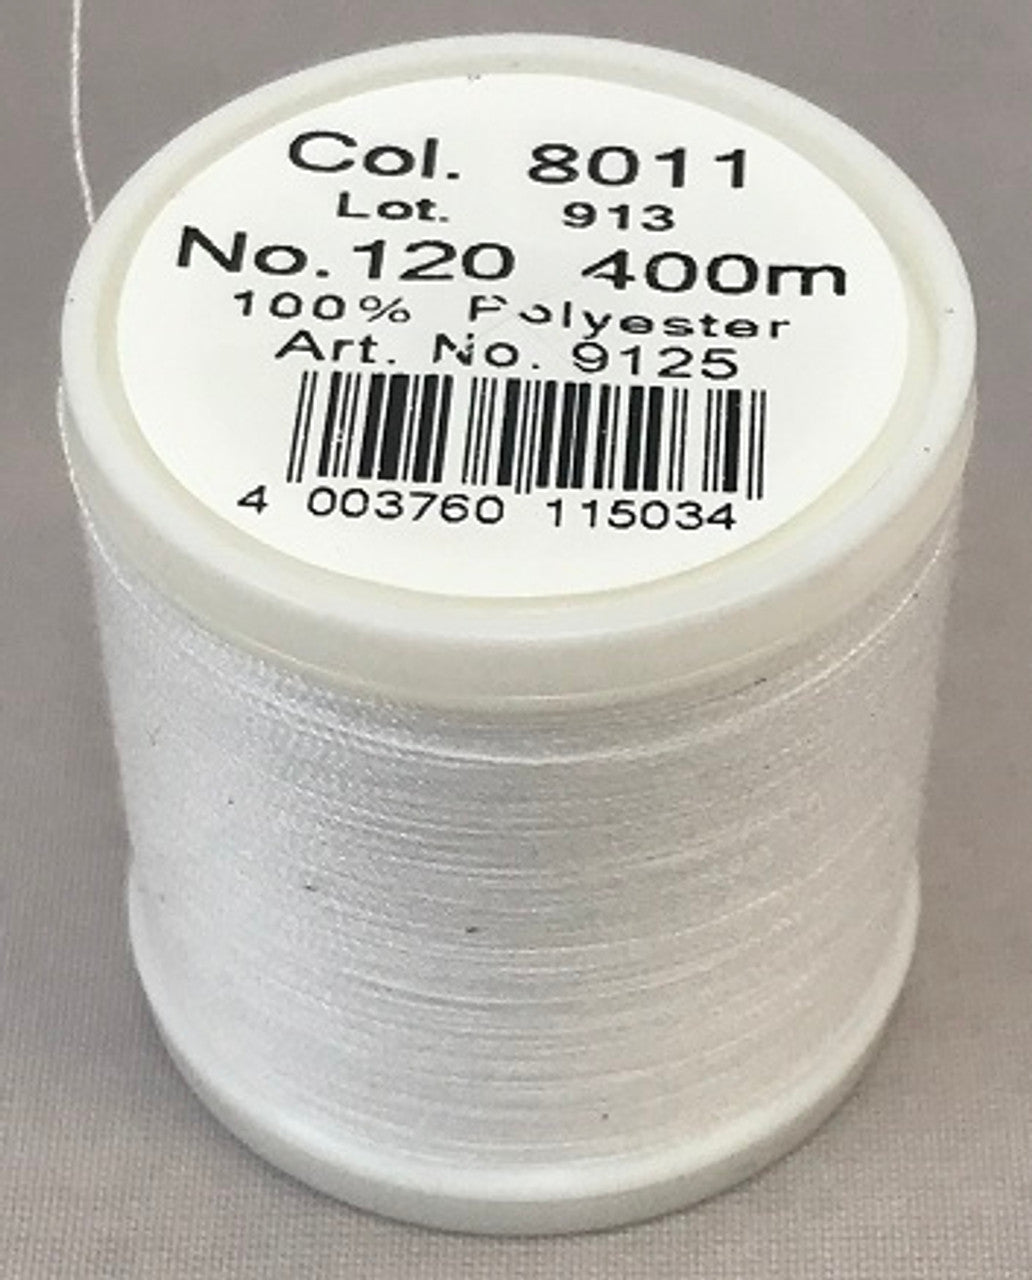 Col. 8011
Lot. 913
No.120 400m
100% Polyester
Art. No. 9125
4 003760 115034